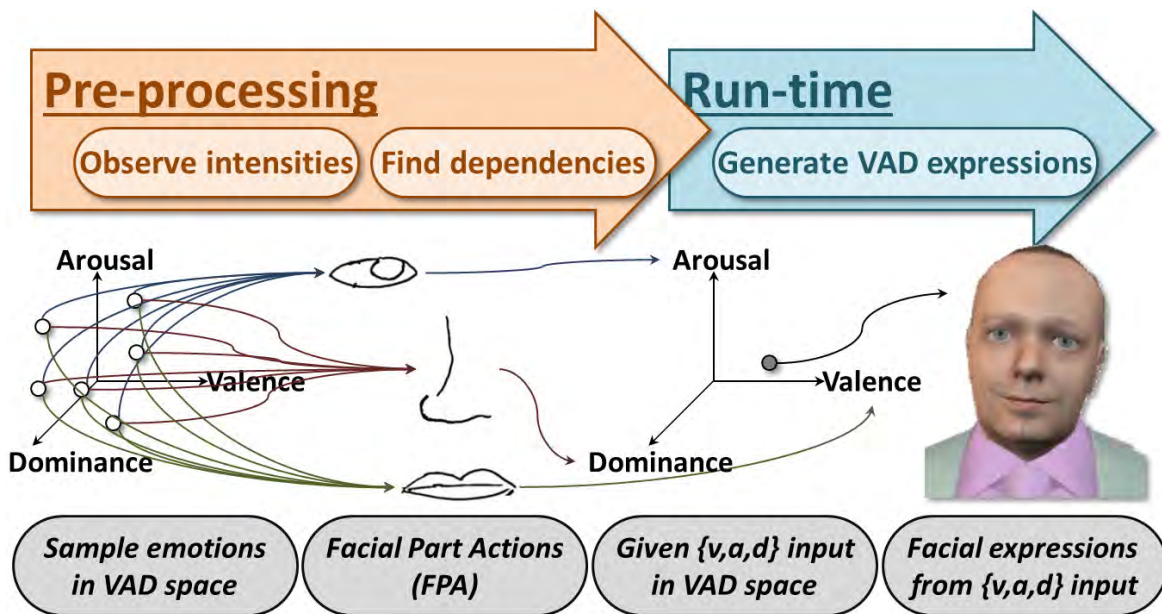 Pre-processing
Run-time
Observe intensities
Find dependencies
Generate VAD expressions
Arousal
Valence
Dominance
Arousal
Valence
Dominance
Sample emotions
in VAD space
Facial Part Actions
(FPA)
Given {v,a,d} input
in VAD space
Facial expressions
from {v,a,d} input